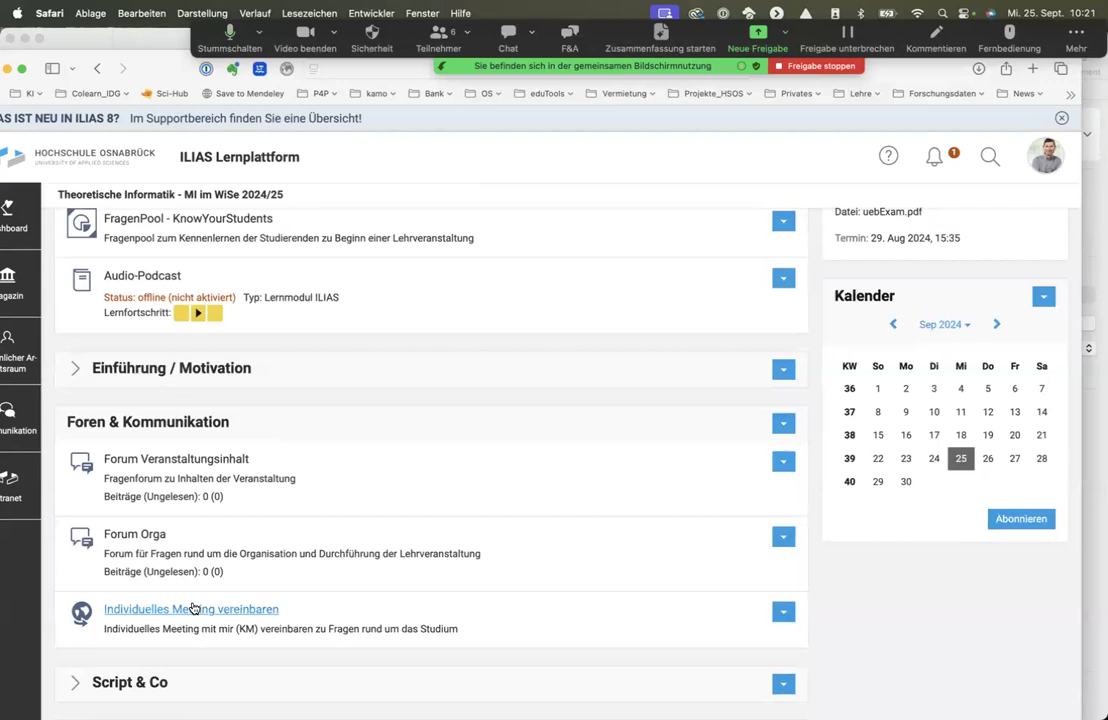 Safari Ablage Bearbeiten Darstellung Verlauf Lesezeichen Entwickler Fenster Hilfe Mi. 25. Sept. 10:21
Stummschalten Video beenden Sicherheit Teilnehmer 6 Chat F&A Zusammenfassung starten Neue Freigabe Freigabe unterbrechen Kommentieren Fernbedienung Mehr
Sie befinden sich in der gemeinsamen Bildschirmnutzung Freigabe stoppen
KI Colearn_IDG Sci-Hub Save to Mendeley P4P kamo Bank OS eduTools Vermietung Projekte_HSOS Privates Lehre Forschungsdaten News
AS IST NEU IN ILIAS 8? Im Supportbereich finden Sie eine Übersicht!
HOCHSCHULE OSNABRÜCK
UNIVERSITY OF APPLIED SCIENCES
ILIAS Lernplattform
1
Theoretische Informatik - MI im WiSe 2024/25
shboard
agazin
nlicher Ar-
tsraum
unikation
tranet
FragenPool - KnowYourStudents
Fragenpool zum Kennenlernen der Studierenden zu Beginn einer Lehrveranstaltung
Audio-Podcast
Status: offline (nicht aktiviert) Typ: Lernmodul ILIAS
Lernfortschritt:
Einführung / Motivation
Foren & Kommunikation
Forum Veranstaltungsinhalt
Fragenforum zu Inhalten der Veranstaltung
Beiträge (Ungelesen): 0 (0)
Forum Orga
Forum für Fragen rund um die Organisation und Durchführung der Lehrveranstaltung
Beiträge (Ungelesen): 0 (0)
Individuelles Meeting vereinbaren
Individuelles Meeting mit mir (KM) vereinbaren zu Fragen rund um das Studium
Script & Co
Datei: uebExam.pdf
Termin: 29. Aug 2024, 15:35
Kalender
Sep 2024
KW So Mo Di Mi Do Fr Sa
36 1 2 3 4 5 6 7
37 8 9 10 11 12 13 14
38 15 16 17 18 19 20 21
39 22 23 24 25 26 27 28
40 29 30
Abonnieren